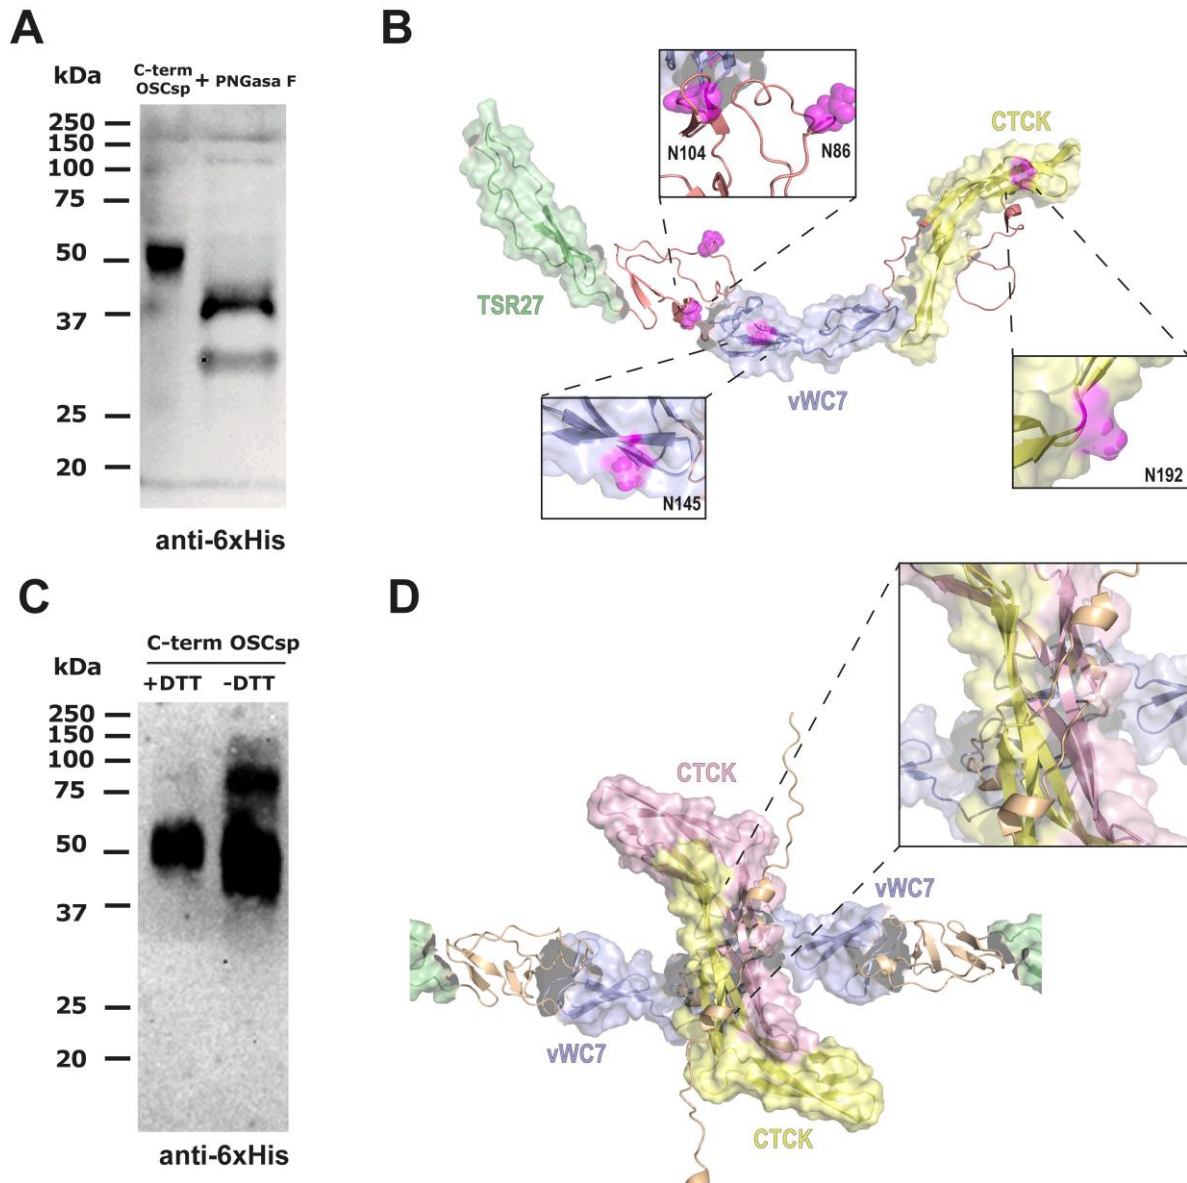 A
kDa
C-term
OSCsp
+ PNGasa F
250
150
100
75
50
37
25
20
anti-6xHis
B
N104
N86
CTCK
TSR27
vWC7
N145
N192
C
C-term OSCsp
kDa
+DTT
-DTT
250
150
100
75
50
37
25
20
anti-6xHis
D
CTCK
vWC7
vWC7
CTCK